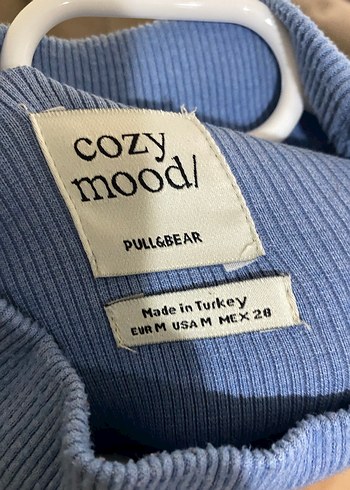 cozy
mood/
PULL&BEAR
Made in Turkey
EUR M USA M MEX 28